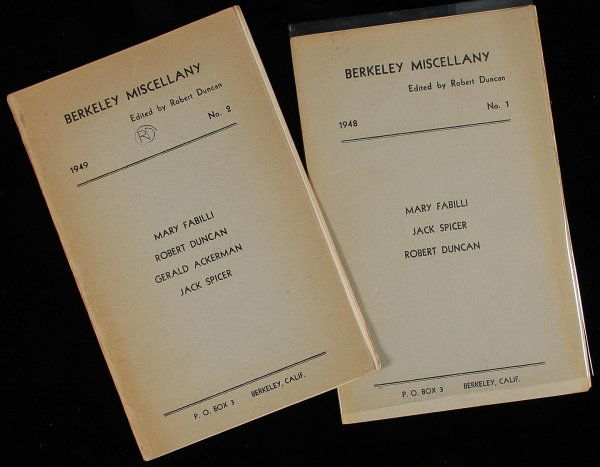 BERKELEY MISCELLANY
Edited by Robert Duncan
RD
1949 No. 2
MARY FABILLI
ROBERT DUNCAN
GERALD ACKERMAN
JACK SPICER
P. O. BOX 3 BERKELEY, CALIF.
BERKELEY MISCELLANY
Edited by Robert Duncan
1948 No. 1
MARY FABILLI
JACK SPICER
ROBERT DUNCAN
P. O. BOX 3 BERKELEY, CALIF.